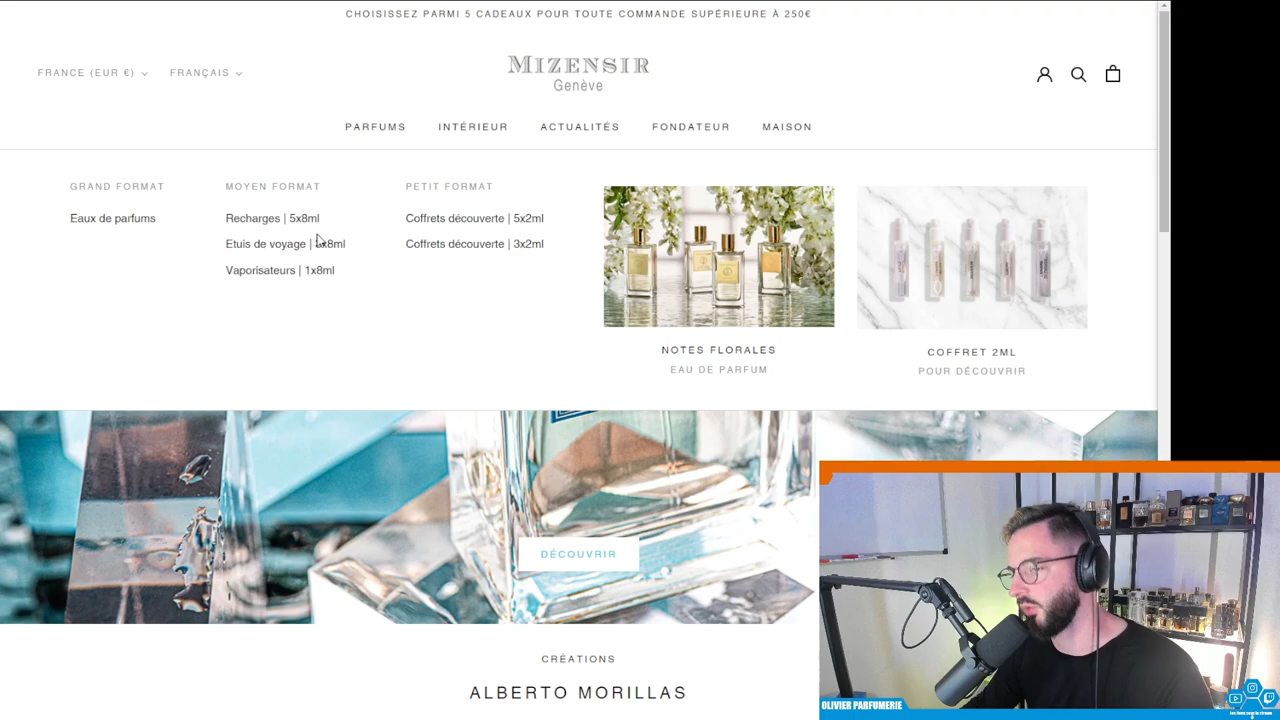 CHOISISSEZ PARMI 5 CADEAUX POUR TOUTE COMMANDE SUPÉRIEURE À 250€
FRANCE (EUR €)
FRANÇAIS
MIZENSIR
Genève
PARFUMS
INTÉRIEUR
ACTUALITÉS
FONDATEUR
MAISON
GRAND FORMAT
Eaux de parfums
MOYEN FORMAT
Recharges | 5x8ml
Etuis de voyage | x8ml
Vaporisateurs | 1x8ml
PETIT FORMAT
Coffrets découverte | 5x2ml
Coffrets découverte | 3x2ml
NOTES FLORALES
EAU DE PARFUM
COFFRET 2ML
POUR DÉCOUVRIR
DÉCOUVRIR
CRÉATIONS
ALBERTO MORILLAS
OLIVIER PARFUMERIE